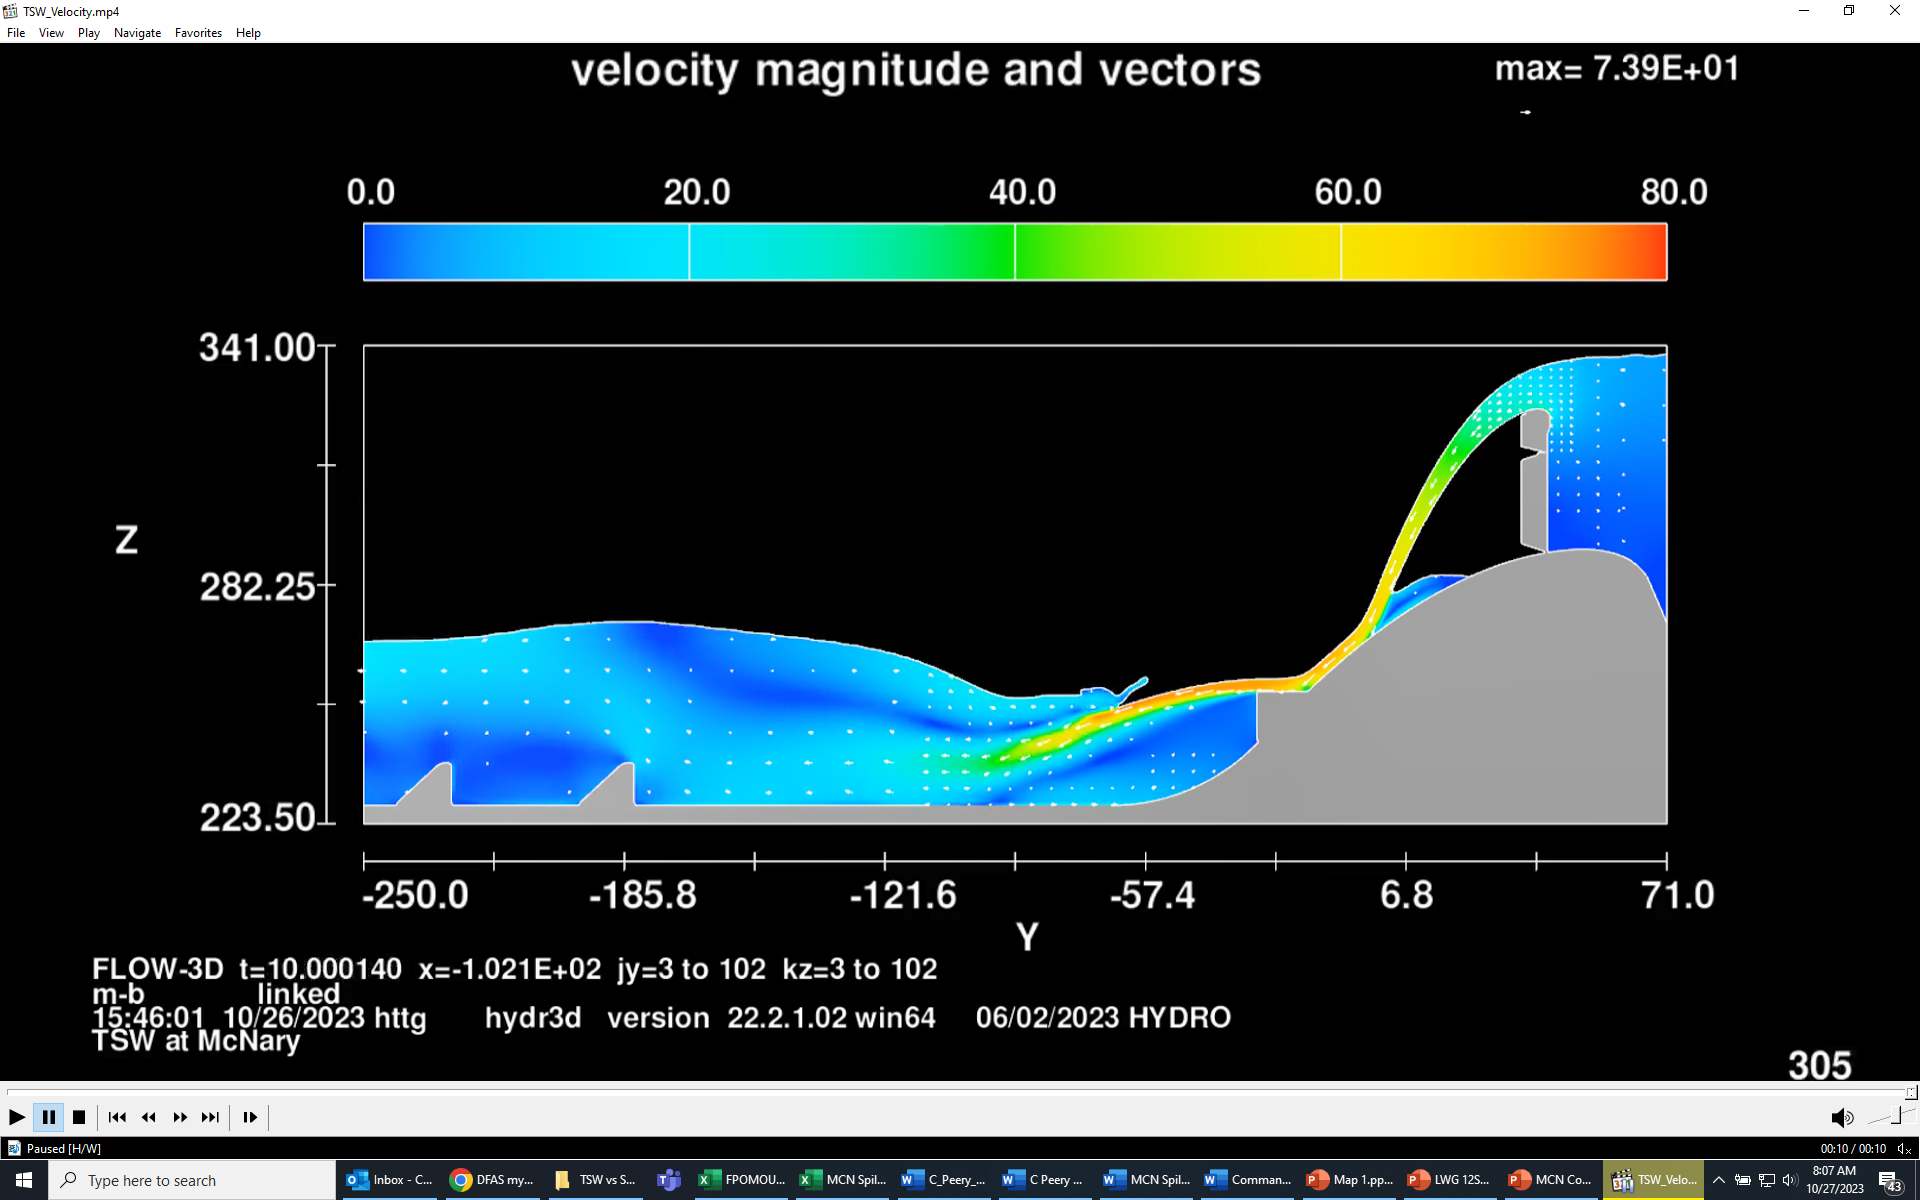 TSW_Velocity.mp4
File View Play Navigate Favorites Help
velocity magnitude and vectors
max= 7.39E+01
0.0 20.0 40.0 60.0 80.0
341.00
Z
282.25
223.50
-250.0 -185.8 -121.6 -57.4 6.8 71.0
Y
FLOW-3D t=10.000140 x=-1.021E+02 jy=3 to 102 kz=3 to 102
m-b linked
15:46:01 10/26/2023 httg hydr3d version 22.2.1.02 win64 06/02/2023 HYDRO
TSW at McNary
305
Paused [H/W]
00:10 / 00:10
Type here to search
Inbox - C...
DFAS my...
TSW vs S...
FPOMOU...
MCN Spil...
C_Peery_...
C Peery ...
MCN Spil...
Comman...
Map 1.pp...
LWG 12S...
MCN Co...
TSW_Velo...
8:07 AM
10/27/2023
43